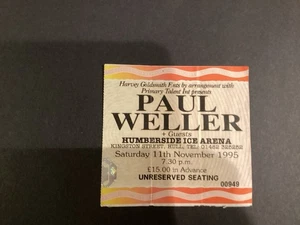 Harvey Goldsmith Ents by arrangement with
Primary Talent Int presents
PAUL
WELLER
+ Guests
HUMBERSIDE ICE ARENA
KINGSTON STREET, HULL, TEL: 01482 325252
Saturday 11th November 1995
7.30 p.m.
£15.00 in Advance
UNRESERVED SEATING
00949